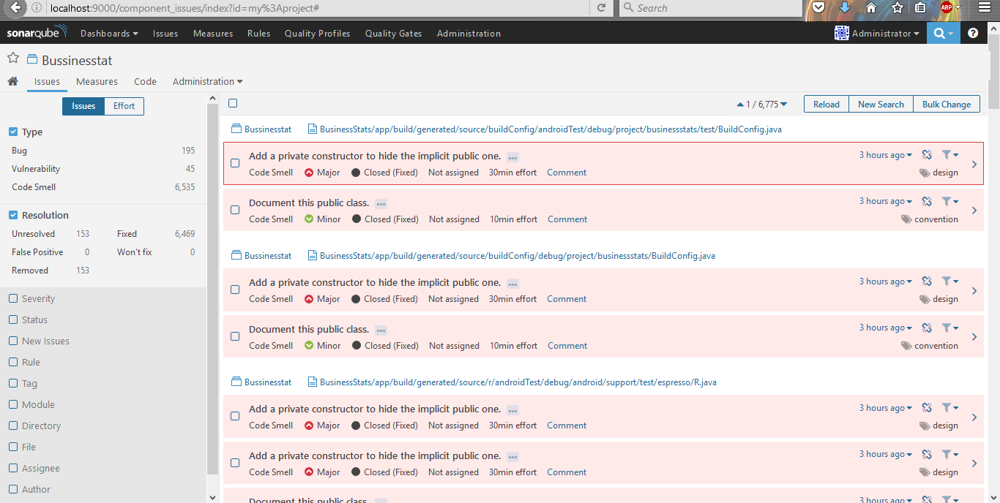 localhost:9000/component_issues/index?id=my%3Aproject#
Search
ABP
sonarqube Dashboards Issues Measures Rules Quality Profiles Quality Gates Administration Administrator ?
Bussinesstat
Issues Measures Code Administration
Issues Effort
1 / 6,775 Reload New Search Bulk Change
Type
Bug 195
Vulnerability 45
Code Smell 6,535
Resolution
Unresolved 153 Fixed 6,469
False Positive 0 Won't fix 0
Removed 153
Severity
Status
New Issues
Rule
Tag
Module
Directory
File
Assignee
Author
Bussinesstat BusinessStats/app/build/generated/source/buildConfig/androidTest/debug/project/businessstats/test/BuildConfig.java
Add a private constructor to hide the implicit public one. ... 3 hours ago
Code Smell Major Closed (Fixed) Not assigned 30min effort Comment design
Document this public class. ... 3 hours ago
Code Smell Minor Closed (Fixed) Not assigned 10min effort Comment convention
Bussinesstat BusinessStats/app/build/generated/source/buildConfig/debug/project/businessstats/BuildConfig.java
Add a private constructor to hide the implicit public one. ... 3 hours ago
Code Smell Major Closed (Fixed) Not assigned 30min effort Comment design
Document this public class. ... 3 hours ago
Code Smell Minor Closed (Fixed) Not assigned 10min effort Comment convention
Bussinesstat BusinessStats/app/build/generated/source/r/androidTest/debug/android/support/test/espresso/R.java
Add a private constructor to hide the implicit public one. ... 3 hours ago
Code Smell Major Closed (Fixed) Not assigned 30min effort Comment design
Add a private constructor to hide the implicit public one. ... 3 hours ago
Code Smell Major Closed (Fixed) Not assigned 30min effort Comment design
Document this public class. 3 hours ago